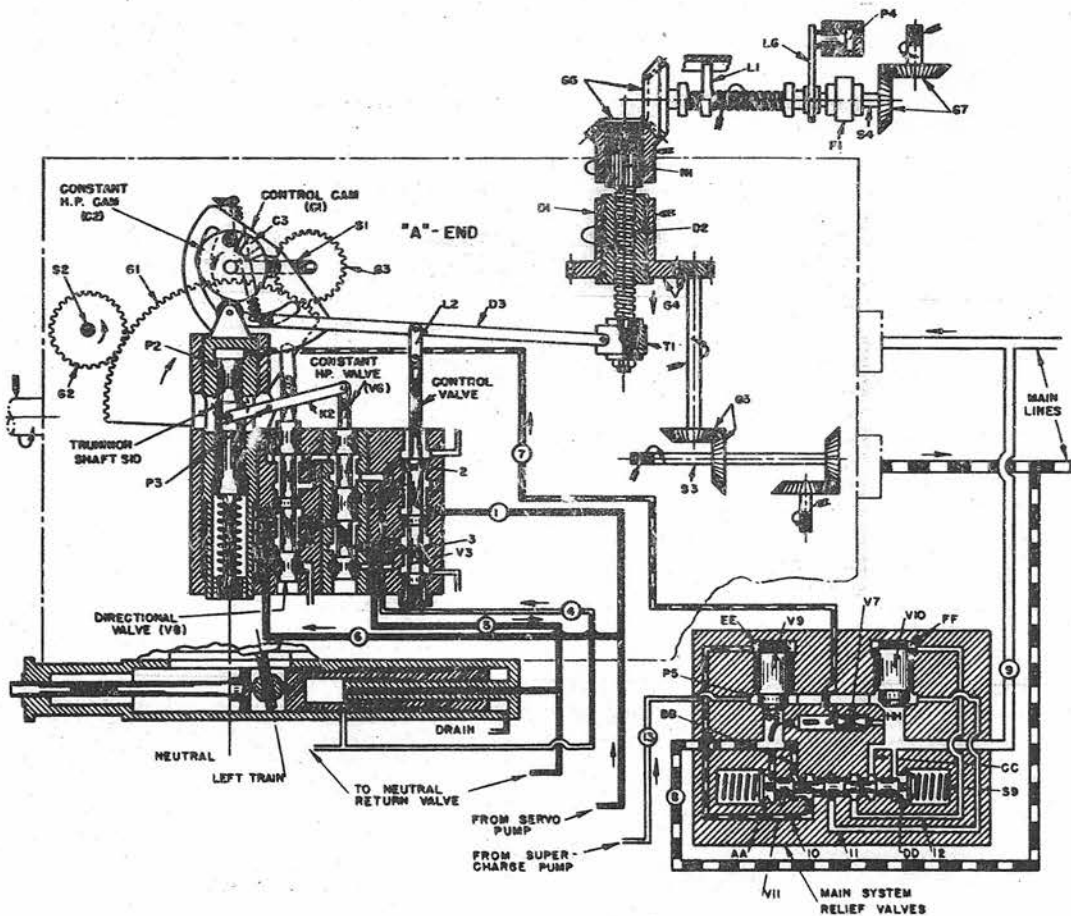 P4
L6
L1
G6
G7
S4
F1
N1
CONSTANT
H.P. CAM
(C2)
CONTROL CAM
(C1)
C3
S1
"A"-END
D1
D2
S2
G1
G3
G4
L2
D3
T1
P2
G2
CONSTANT
HP VALVE
(V6)
CONTROL
VALVE
MAIN
LINES
K2
TRUNNION
SHAFT S10
7
G5
P3
2
S3
1
3
V3
DIRECTIONAL
VALVE (V8)
4
5
6
V7
V10
EE
V9
FF
9
P5
BB
HH
13
DRAIN
NEUTRAL
LEFT TRAIN
CC
S9
TO NEUTRAL
RETURN VALVE
8
FROM SERVO
PUMP
FROM SUPER-
CHARGE PUMP
AA
10
11
DD
12
V11
MAIN SYSTEM
RELIEF VALVES